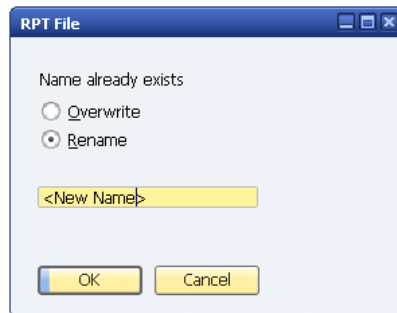 RPT File
Name already exists
Overwrite
Rename
<New Name>
OK
Cancel